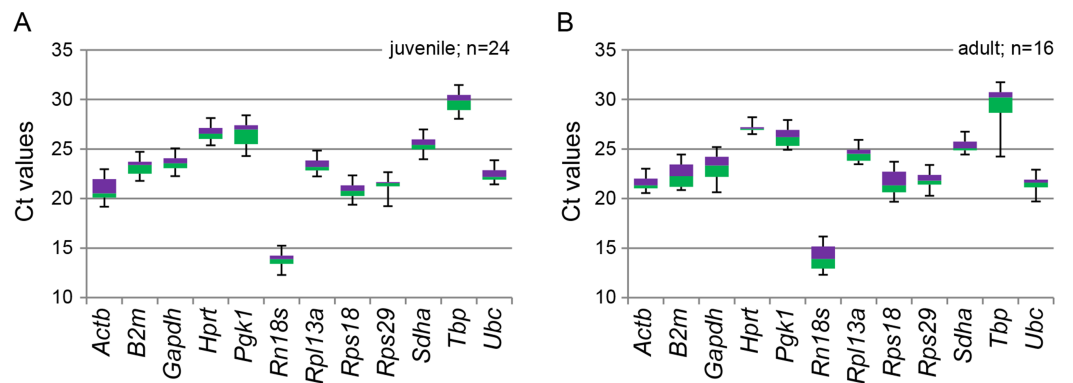 A
juvenile; n=24
Ct values
35
30
25
20
15
10
Actb
B2m
Gapdh
Hprt
Pgk1
Rn18s
Rpl13a
Rps18
Rps29
Sdha
Tbp
Ubc
B
adult; n=16
Ct values
35
30
25
20
15
10
Actb
B2m
Gapdh
Hprt
Pgk1
Rn18s
Rpl13a
Rps18
Rps29
Sdha
Tbp
Ubc